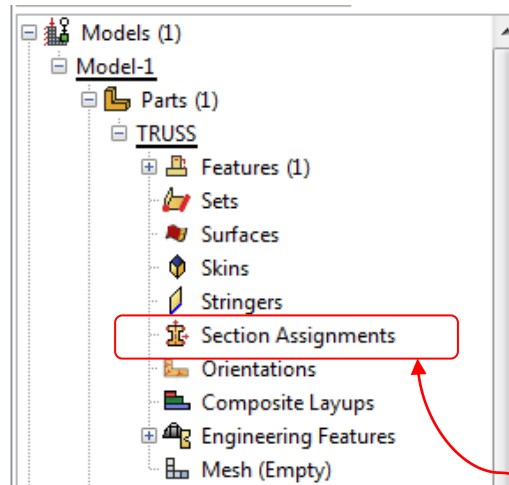 Models (1)
Model-1
Parts (1)
TRUSS
Features (1)
Sets
Surfaces
Skins
Stringers
Section Assignments
Orientations
Composite Layups
Engineering Features
Mesh (Empty)